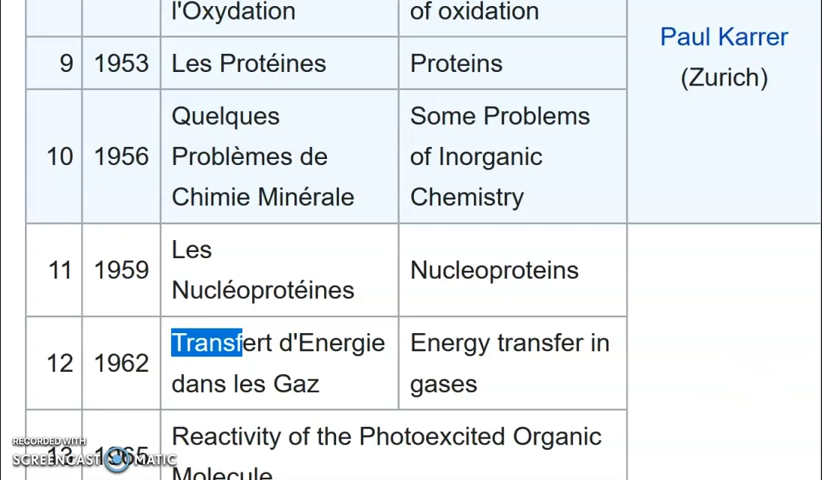 l'Oxydation
of oxidation
Paul Karrer
(Zurich)
9 1953 Les Protéines Proteins
Quelques
Problèmes de
Chimie Minérale
10 1956
Some Problems
of Inorganic
Chemistry
11 1959
Les
Nucléoprotéines
Nucleoproteins
12 1962
Transfert d'Energie
dans les Gaz
Energy transfer in
gases
13 1965
Reactivity of the Photoexcited Organic
Molecule
RECORDED WITH
SCREENCAST MATIC